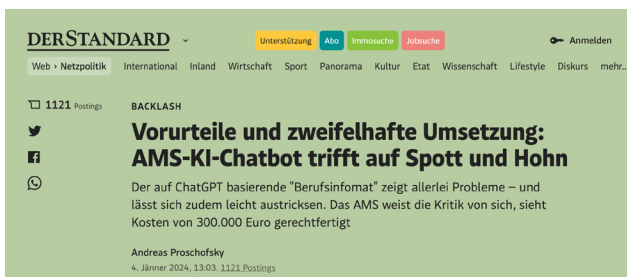 DERSTANDARD
Unterstützung Abo Immosuche Jobsuche
Anmelden
Web › Netzpolitik International Inland Wirtschaft Sport Panorama Kultur Etat Wissenschaft Lifestyle Diskurs mehr..
1121 Postings
BACKLASH
Vorurteile und zweifelhafte Umsetzung:
AMS-KI-Chatbot trifft auf Spott und Hohn
Der auf ChatGPT basierende "Berufsinfomat" zeigt allerlei Probleme – und
lässt sich zudem leicht austricksen. Das AMS weist die Kritik von sich, sieht
Kosten von 300.000 Euro gerechtfertigt
Andreas Proschofsky
4. Jänner 2024, 13:03, 1121 Postings